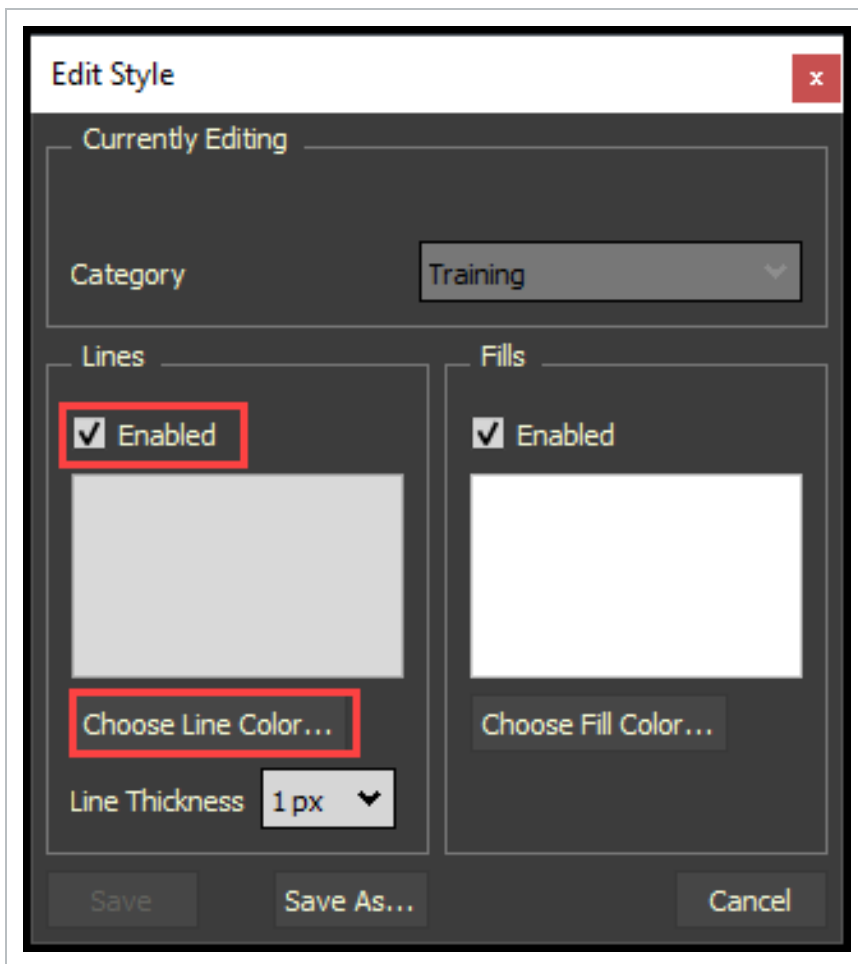 Edit Style
x
Currently Editing
Category
Training
Lines
Enabled
Choose Line Color...
Line Thickness
1 px
Fills
Enabled
Choose Fill Color...
Save
Save As...
Cancel